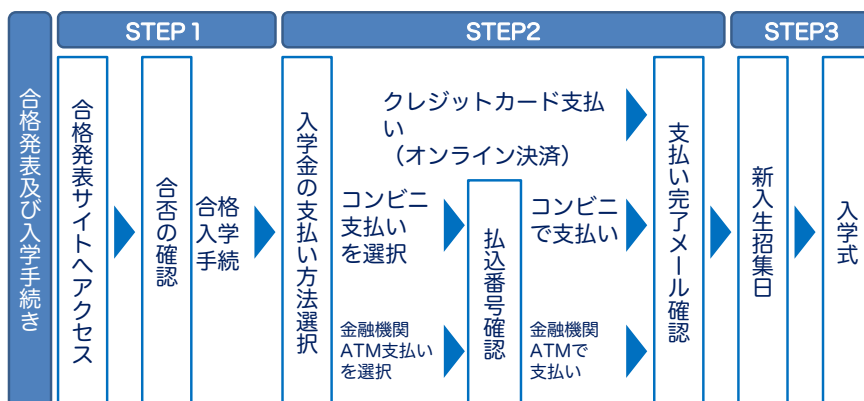 STEP1
STEP2
STEP3
合格発表及び入学手続き
合格発表サイトへアクセス
合否の確認
合格
入学
手続
入学金の支払い方法選択
クレジットカード支払
い
（オンライン決済）
コンビニ
支払い
を選択
金融機関
ATM支払い
を選択
払込番号確認
コンビニ
で支払い
金融機関
ATMで
支払い
支払い完了メール確認
新入生招集日
入学式